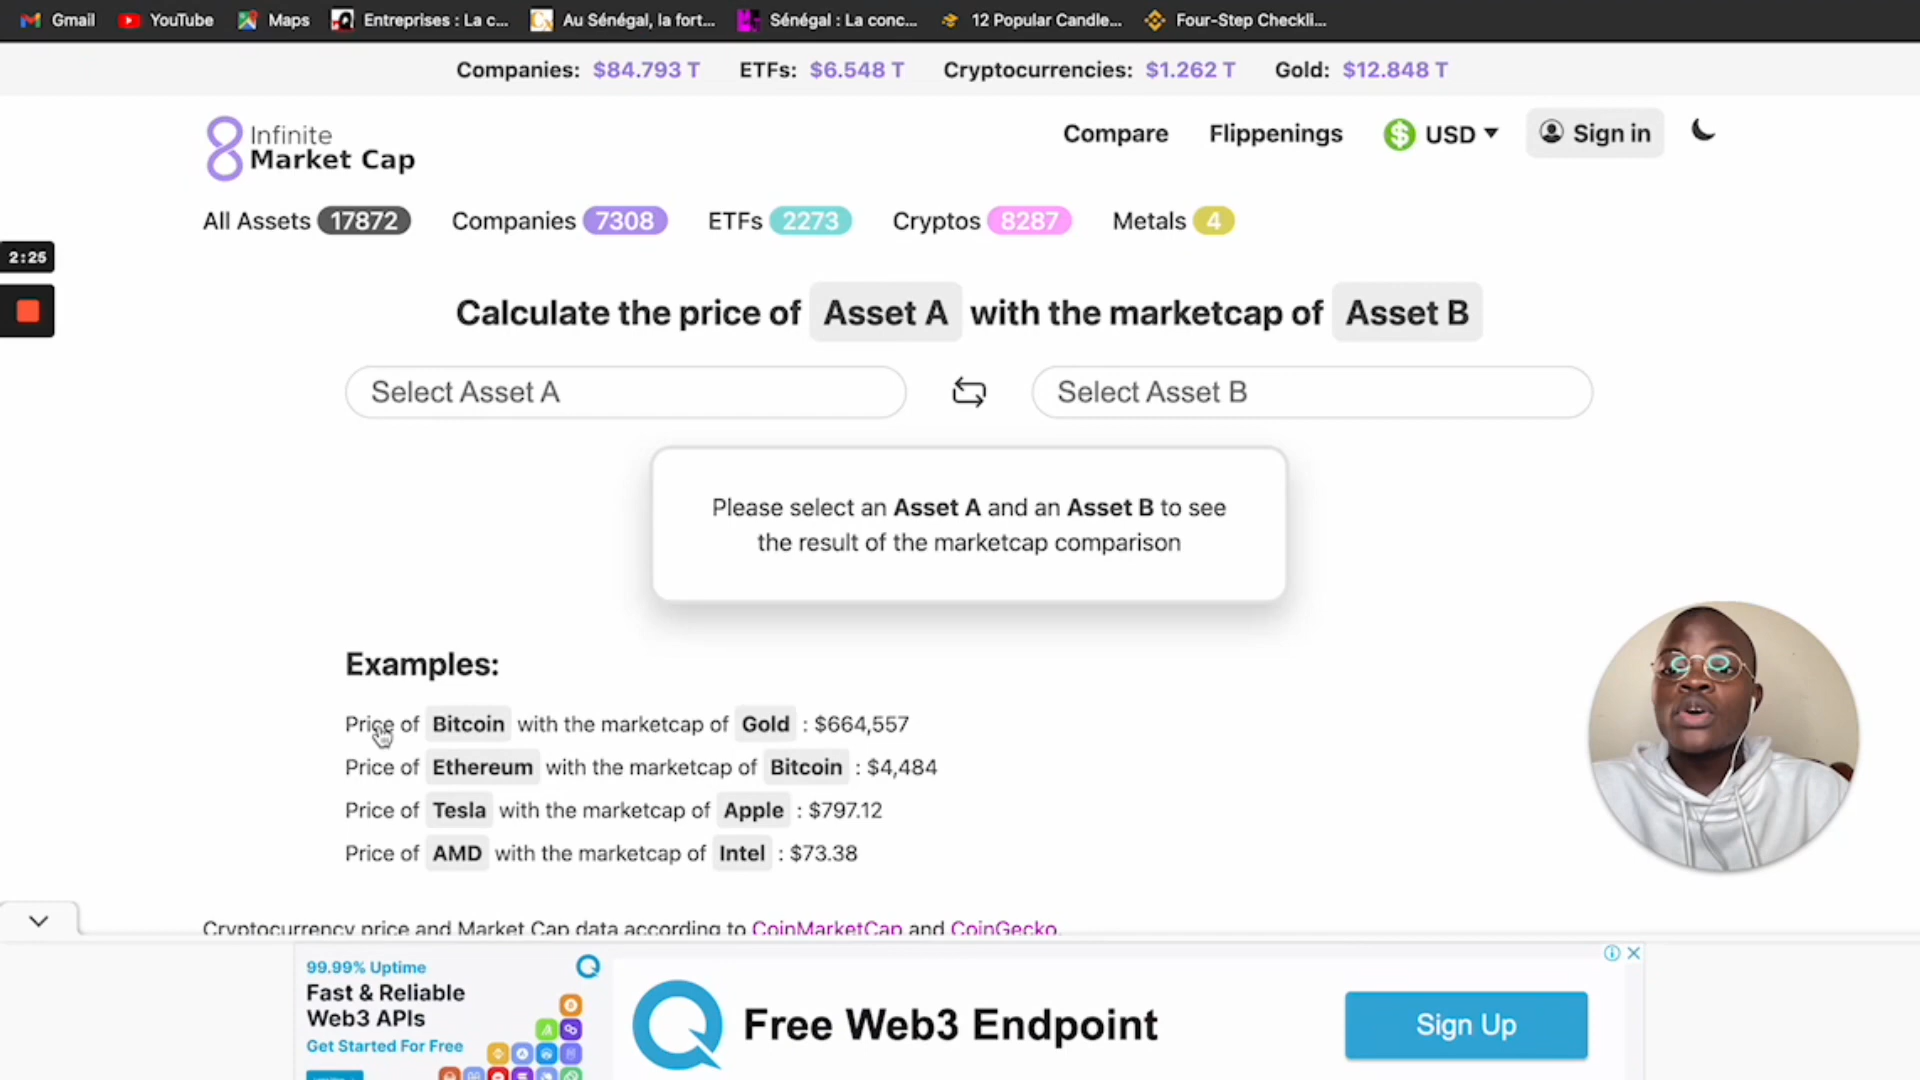 Gmail YouTube Maps Entreprises : La c... Au Sénégal, la fort... Sénégal : La conc... 12 Popular Candle... Four-Step Checkli...
Companies: $84.793 T ETFs: $6.548 T Cryptocurrencies: $1.262 T Gold: $12.848 T
Infinite
Market Cap
Compare Flippenings USD Sign in
All Assets 17872 Companies 7308 ETFs 2273 Cryptos 8287 Metals 4
2:25
Calculate the price of Asset A with the marketcap of Asset B
Select Asset A Select Asset B
Please select an Asset A and an Asset B to see
the result of the marketcap comparison
Examples:
Price of Bitcoin with the marketcap of Gold : $664,557
Price of Ethereum with the marketcap of Bitcoin : $4,484
Price of Tesla with the marketcap of Apple : $797.12
Price of AMD with the marketcap of Intel : $73.38
Cryptocurrency price and Market Cap data according to CoinMarketCap and CoinGecko.
99.99% Uptime
Fast & Reliable
Web3 APIs
Get Started For Free
Free Web3 Endpoint
Sign Up